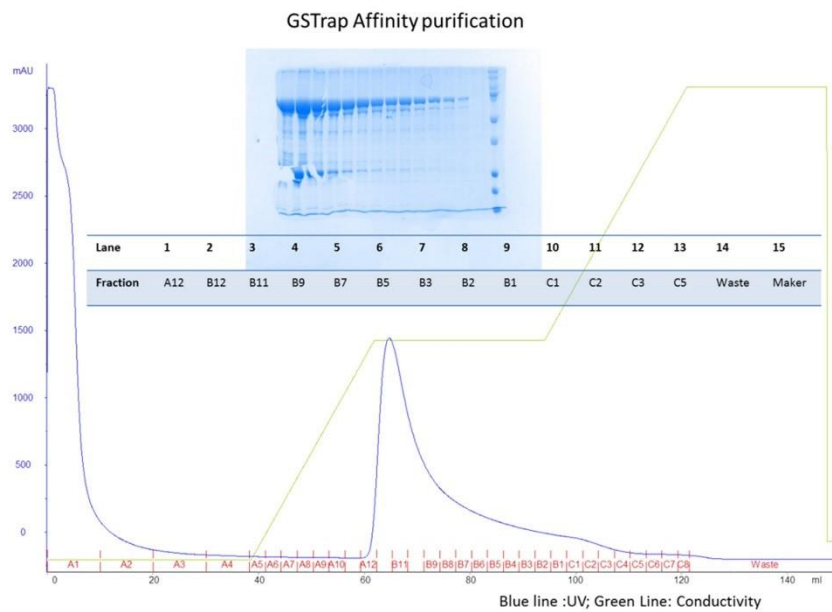 GSTrap Affinity purification
mAU
3000
2500
2000
1500
1000
500
0
Lane 1 2 3 4 5 6 7 8 9 10 11 12 13 14 15
Fraction A12 B12 B11 B9 B7 B5 B3 B2 B1 C1 C2 C3 C5 Waste Maker
A1 A2 A3 A4 A5 A6 A7 A8 A9 A10 A12 B11 B9 B8 B7 B6 B5 B4 B3 B2 B1 C1 C2 C3 C4 C5 C6 C7 C8 Waste
0 20 40 60 80 100 120 140 ml
Blue line :UV; Green Line: Conductivity